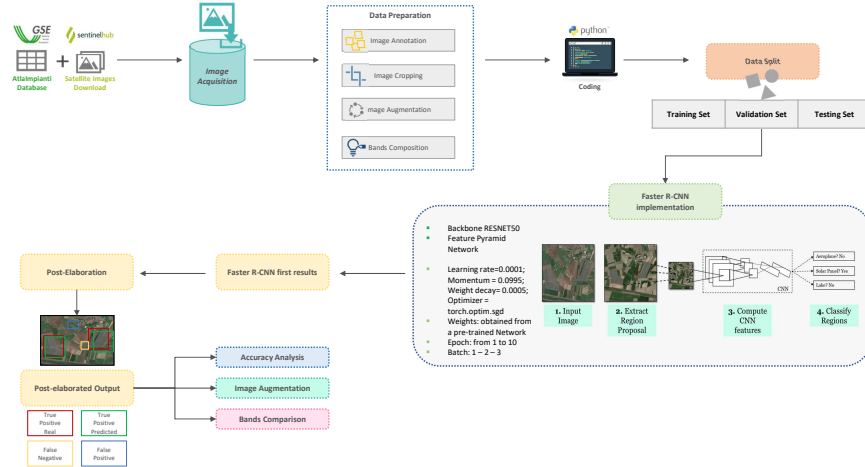 GSE
sentinelhub
AtlaImpianti
Database
Satellite Images
Download
Image
Acquisition
Data Preparation
Image Annotation
Image Cropping
mage Augmentation
Bands Composition
python
Coding
Data Split
Training Set
Validation Set
Testing Set
Faster R-CNN
implementation
Backbone RESNET50
Feature Pyramid
Network
Learning rate=0.0001;
Momentum = 0.0995;
Weight decay= 0.0005;
Optimizer =
torch.optim.sgd
Weights: obtained from
a pre-trained Network
Epoch: from 1 to 10
Batch: 1 – 2 – 3
1. Input
Image
2. Extract
Region
Proposal
CNN
3. Compute
CNN
features
Aeroplane? No
Solar Panel? Yes
Lake? No
4. Classify
Regions
Faster R-CNN first results
Post-Elaboration
Post-elaborated Output
Accuracy Analysis
Image Augmentation
Bands Comparison
True
Positive
Real
True
Positive
Predicted
False
Negative
False
Positive